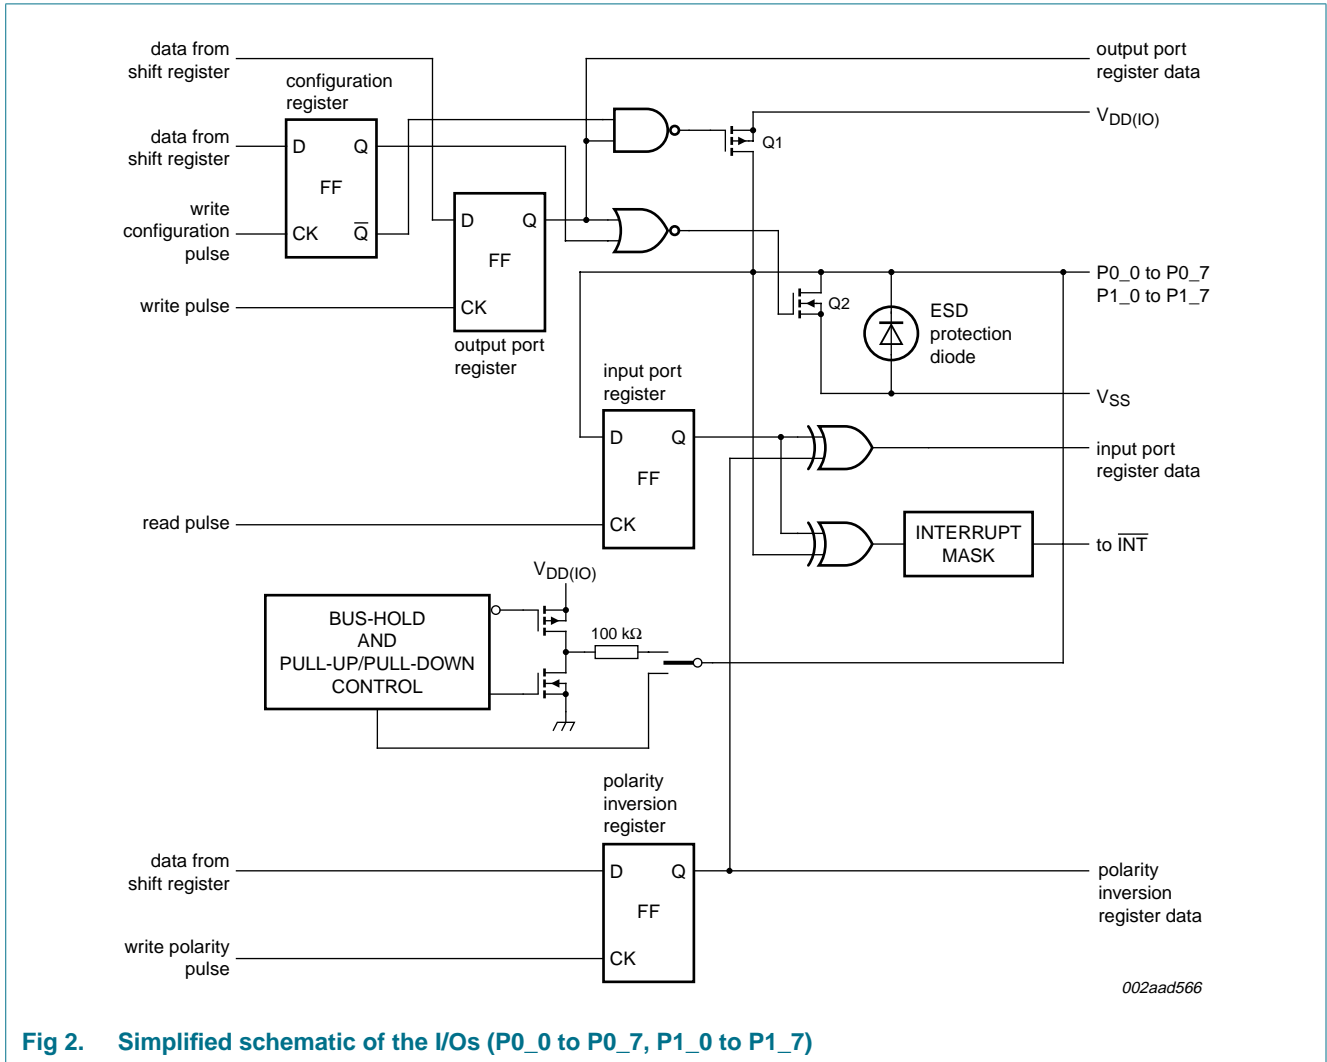 data from
shift register
output port
register data
configuration
register
V_DD(IO)
Q1
data from
shift register
D
Q
FF
write
configuration
pulse
CK
Q̅
D
Q
FF
CK
P0_0 to P0_7
P1_0 to P1_7
write pulse
Q2
ESD
protection
diode
output port
register
input port
register
V_SS
D
Q
FF
CK
input port
register data
read pulse
INTERRUPT
MASK
to I̅N̅T̅
V_DD(IO)
BUS-HOLD
AND
PULL-UP/PULL-DOWN
CONTROL
100 kΩ
polarity
inversion
register
data from
shift register
D
Q
FF
CK
polarity
inversion
register data
write polarity
pulse
002aad566
Fig 2. Simplified schematic of the I/Os (P0_0 to P0_7, P1_0 to P1_7)